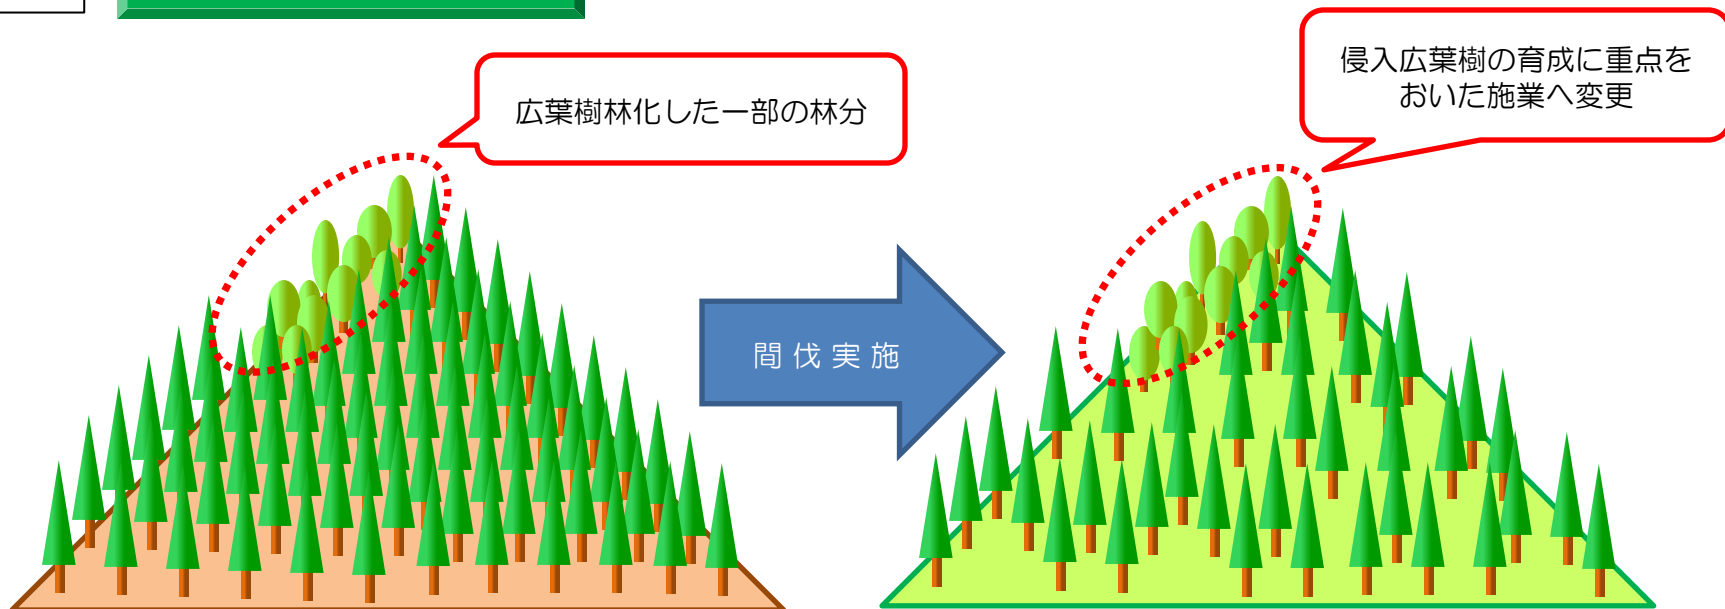 広葉樹林化した一部の林分
侵入広葉樹の育成に重点を
おいた施業へ変更
間伐実施